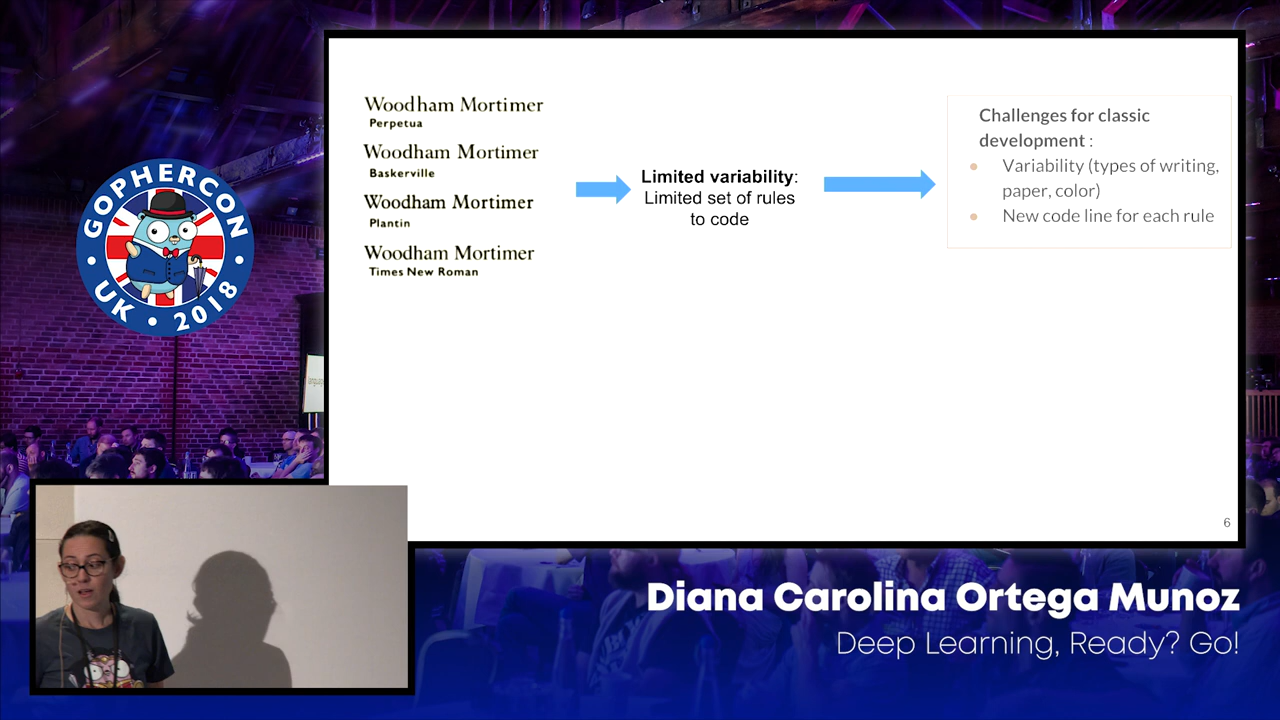 GOPHERCON
UK • 2018
Woodham Mortimer
Perpetua
Woodham Mortimer
Baskerville
Woodham Mortimer
Plantin
Woodham Mortimer
Times New Roman
Limited variability:
Limited set of rules
to code
Challenges for classic
development :
• Variability (types of writing,
paper, color)
• New code line for each rule
6
Diana Carolina Ortega Munoz
Deep Learning, Ready? Go!